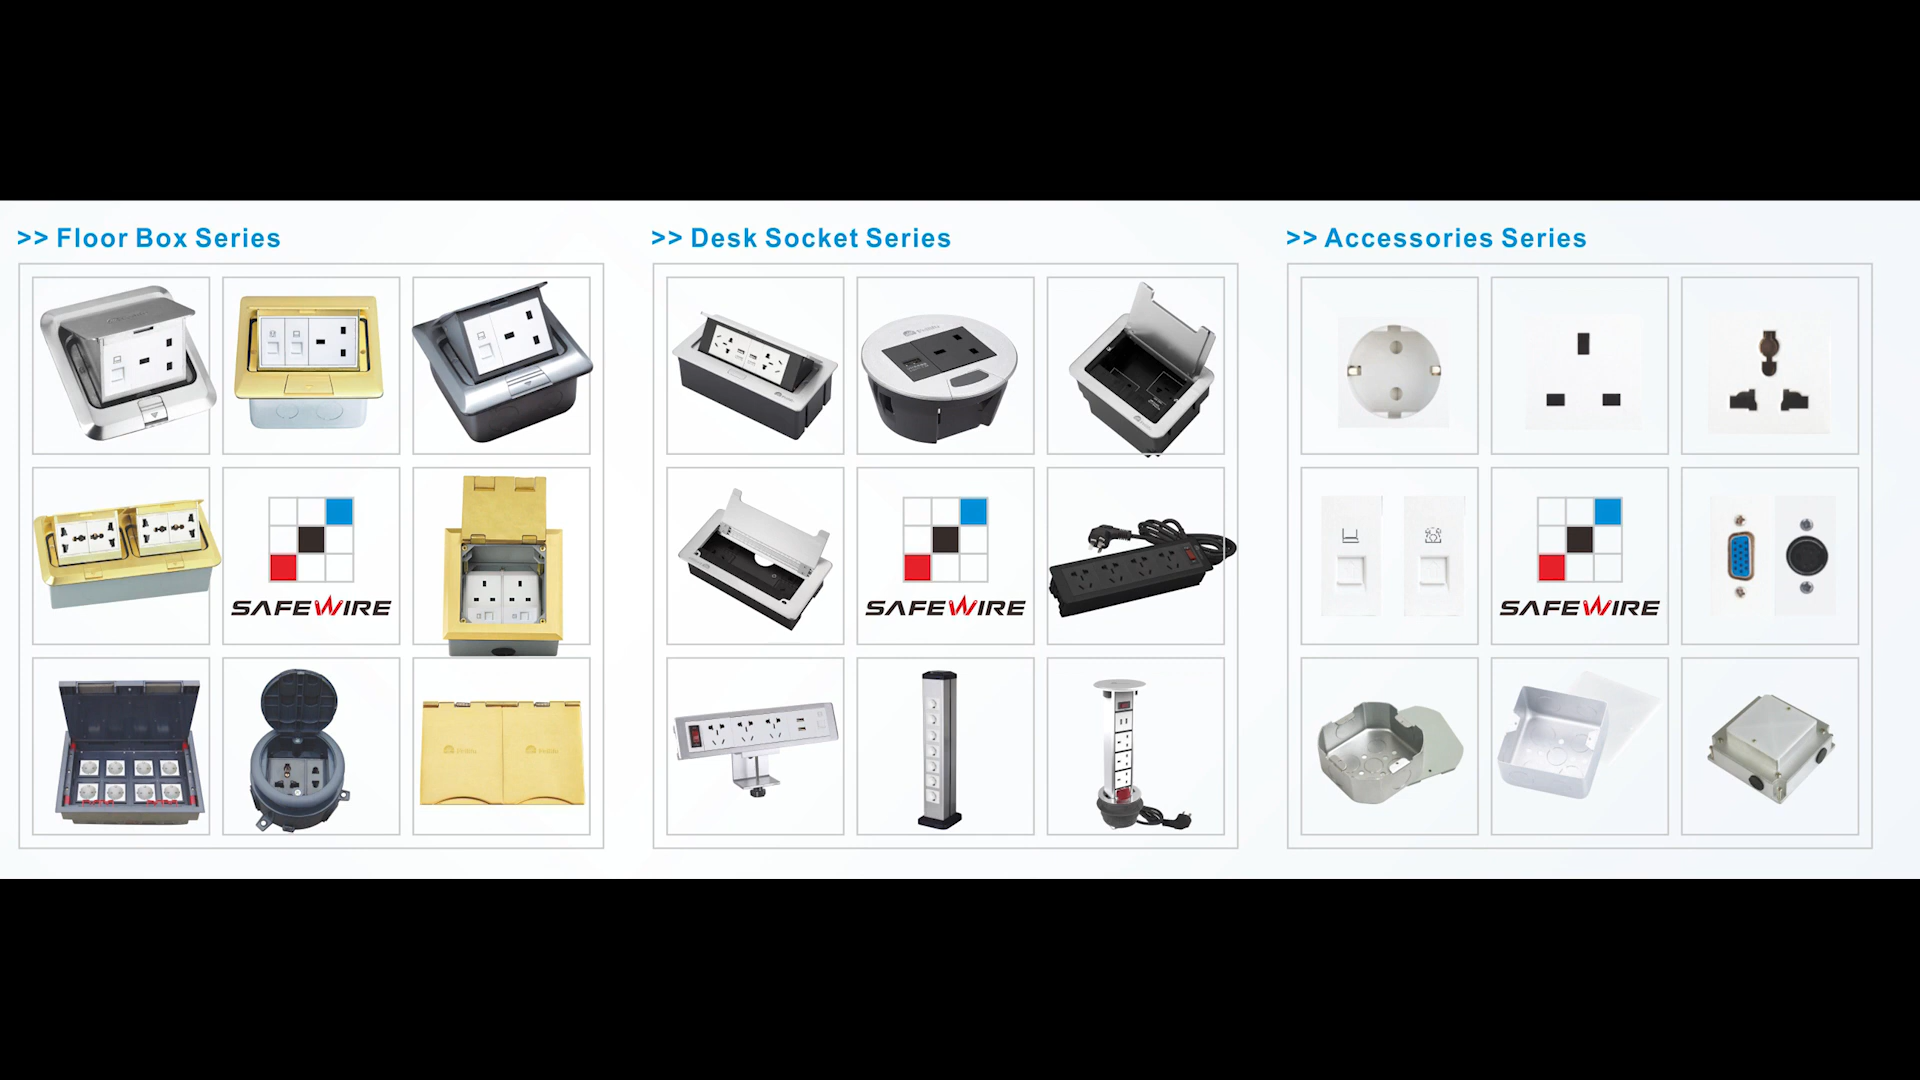 >> Floor Box Series
>> Desk Socket Series
>> Accessories Series
SAFEWIRE
SAFEWIRE
SAFEWIRE